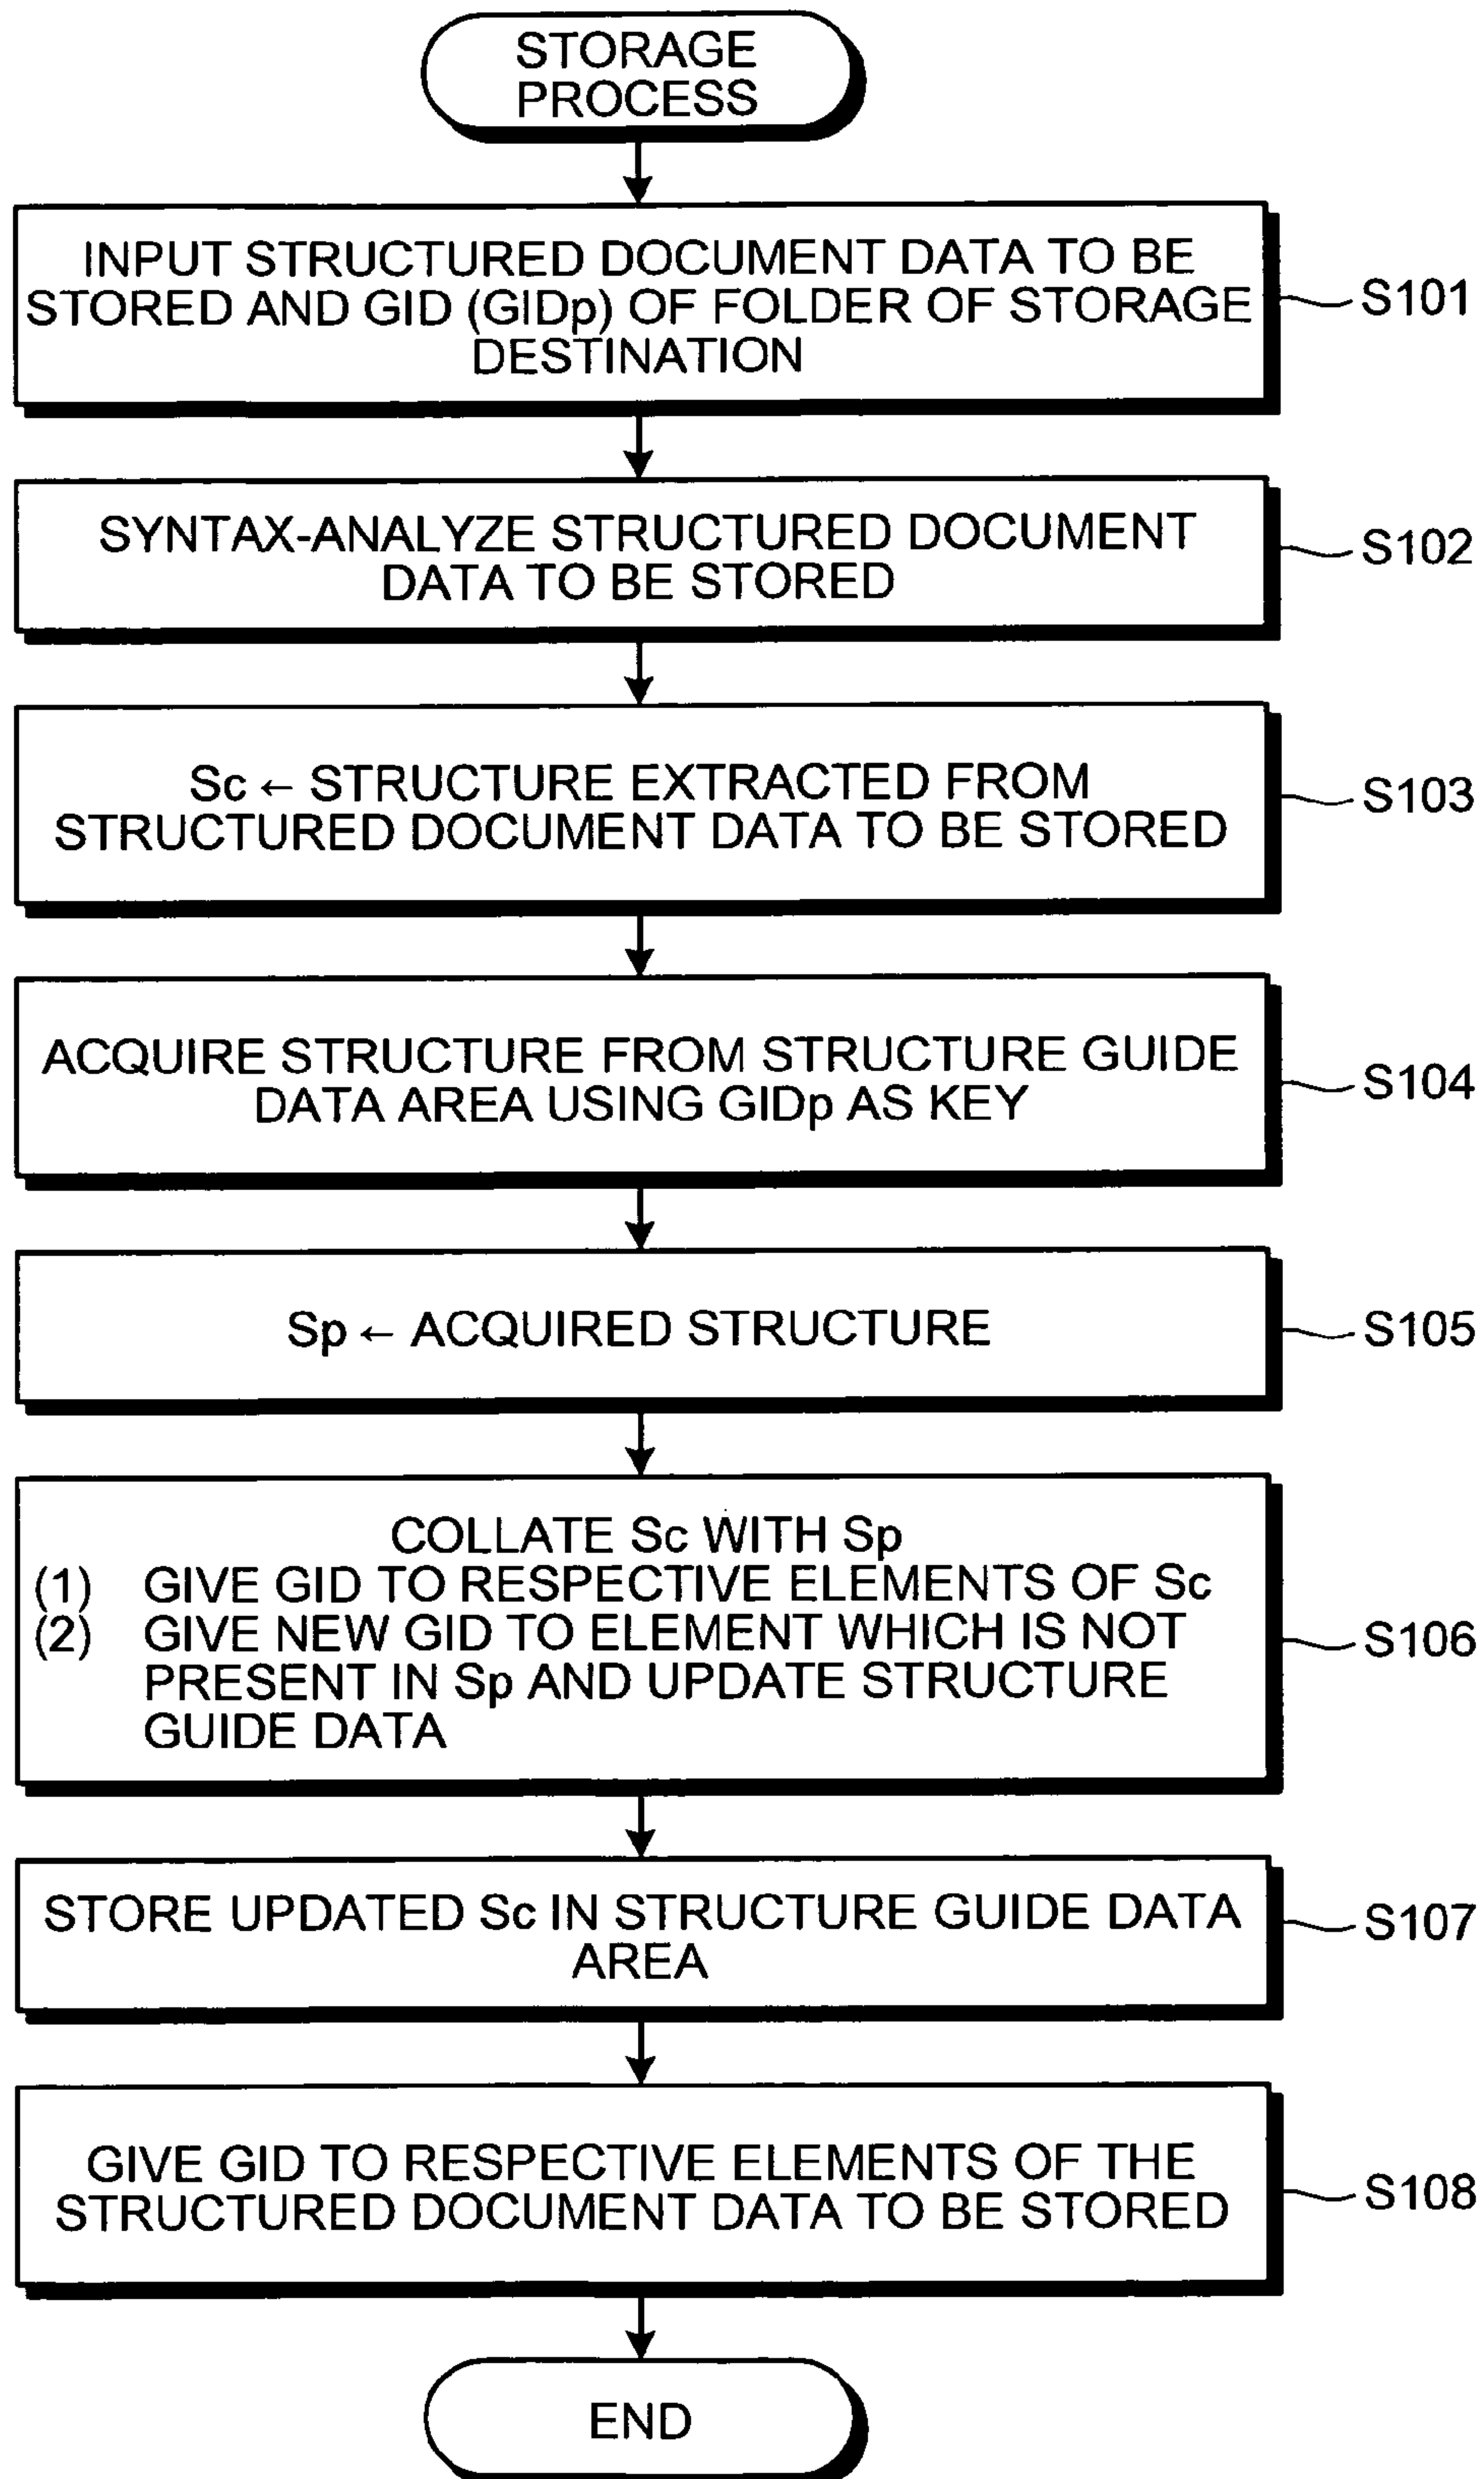 STORAGE
PROCESS
INPUT STRUCTURED DOCUMENT DATA TO BE
STORED AND GID (GIDp) OF FOLDER OF STORAGE
DESTINATION
S101
SYNTAX-ANALYZE STRUCTURED DOCUMENT
DATA TO BE STORED
S102
Sc ← STRUCTURE EXTRACTED FROM
STRUCTURED DOCUMENT DATA TO BE STORED
S103
ACQUIRE STRUCTURE FROM STRUCTURE GUIDE
DATA AREA USING GIDp AS KEY
S104
Sp ← ACQUIRED STRUCTURE
S105
COLLATE Sc WITH Sp
(1) GIVE GID TO RESPECTIVE ELEMENTS OF Sc
(2) GIVE NEW GID TO ELEMENT WHICH IS NOT
PRESENT IN Sp AND UPDATE STRUCTURE
GUIDE DATA
S106
STORE UPDATED Sc IN STRUCTURE GUIDE DATA
AREA
S107
GIVE GID TO RESPECTIVE ELEMENTS OF THE
STRUCTURED DOCUMENT DATA TO BE STORED
S108
END